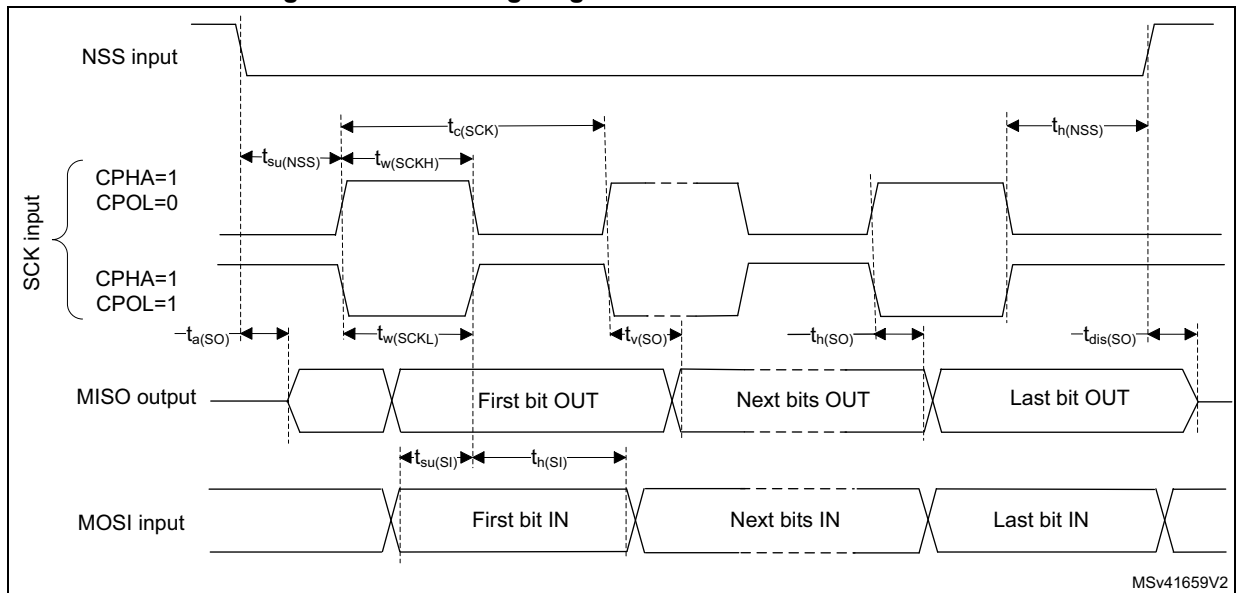 NSS input
tc(SCK)
th(NSS)
tsu(NSS)
tw(SCKH)
SCK input
CPHA=1
CPOL=0
CPHA=1
CPOL=1
ta(SO)
tw(SCKL)
tv(SO)
th(SO)
tdis(SO)
MISO output
First bit OUT
Next bits OUT
Last bit OUT
tsu(SI)
th(SI)
MOSI input
First bit IN
Next bits IN
Last bit IN
MSv41659V2